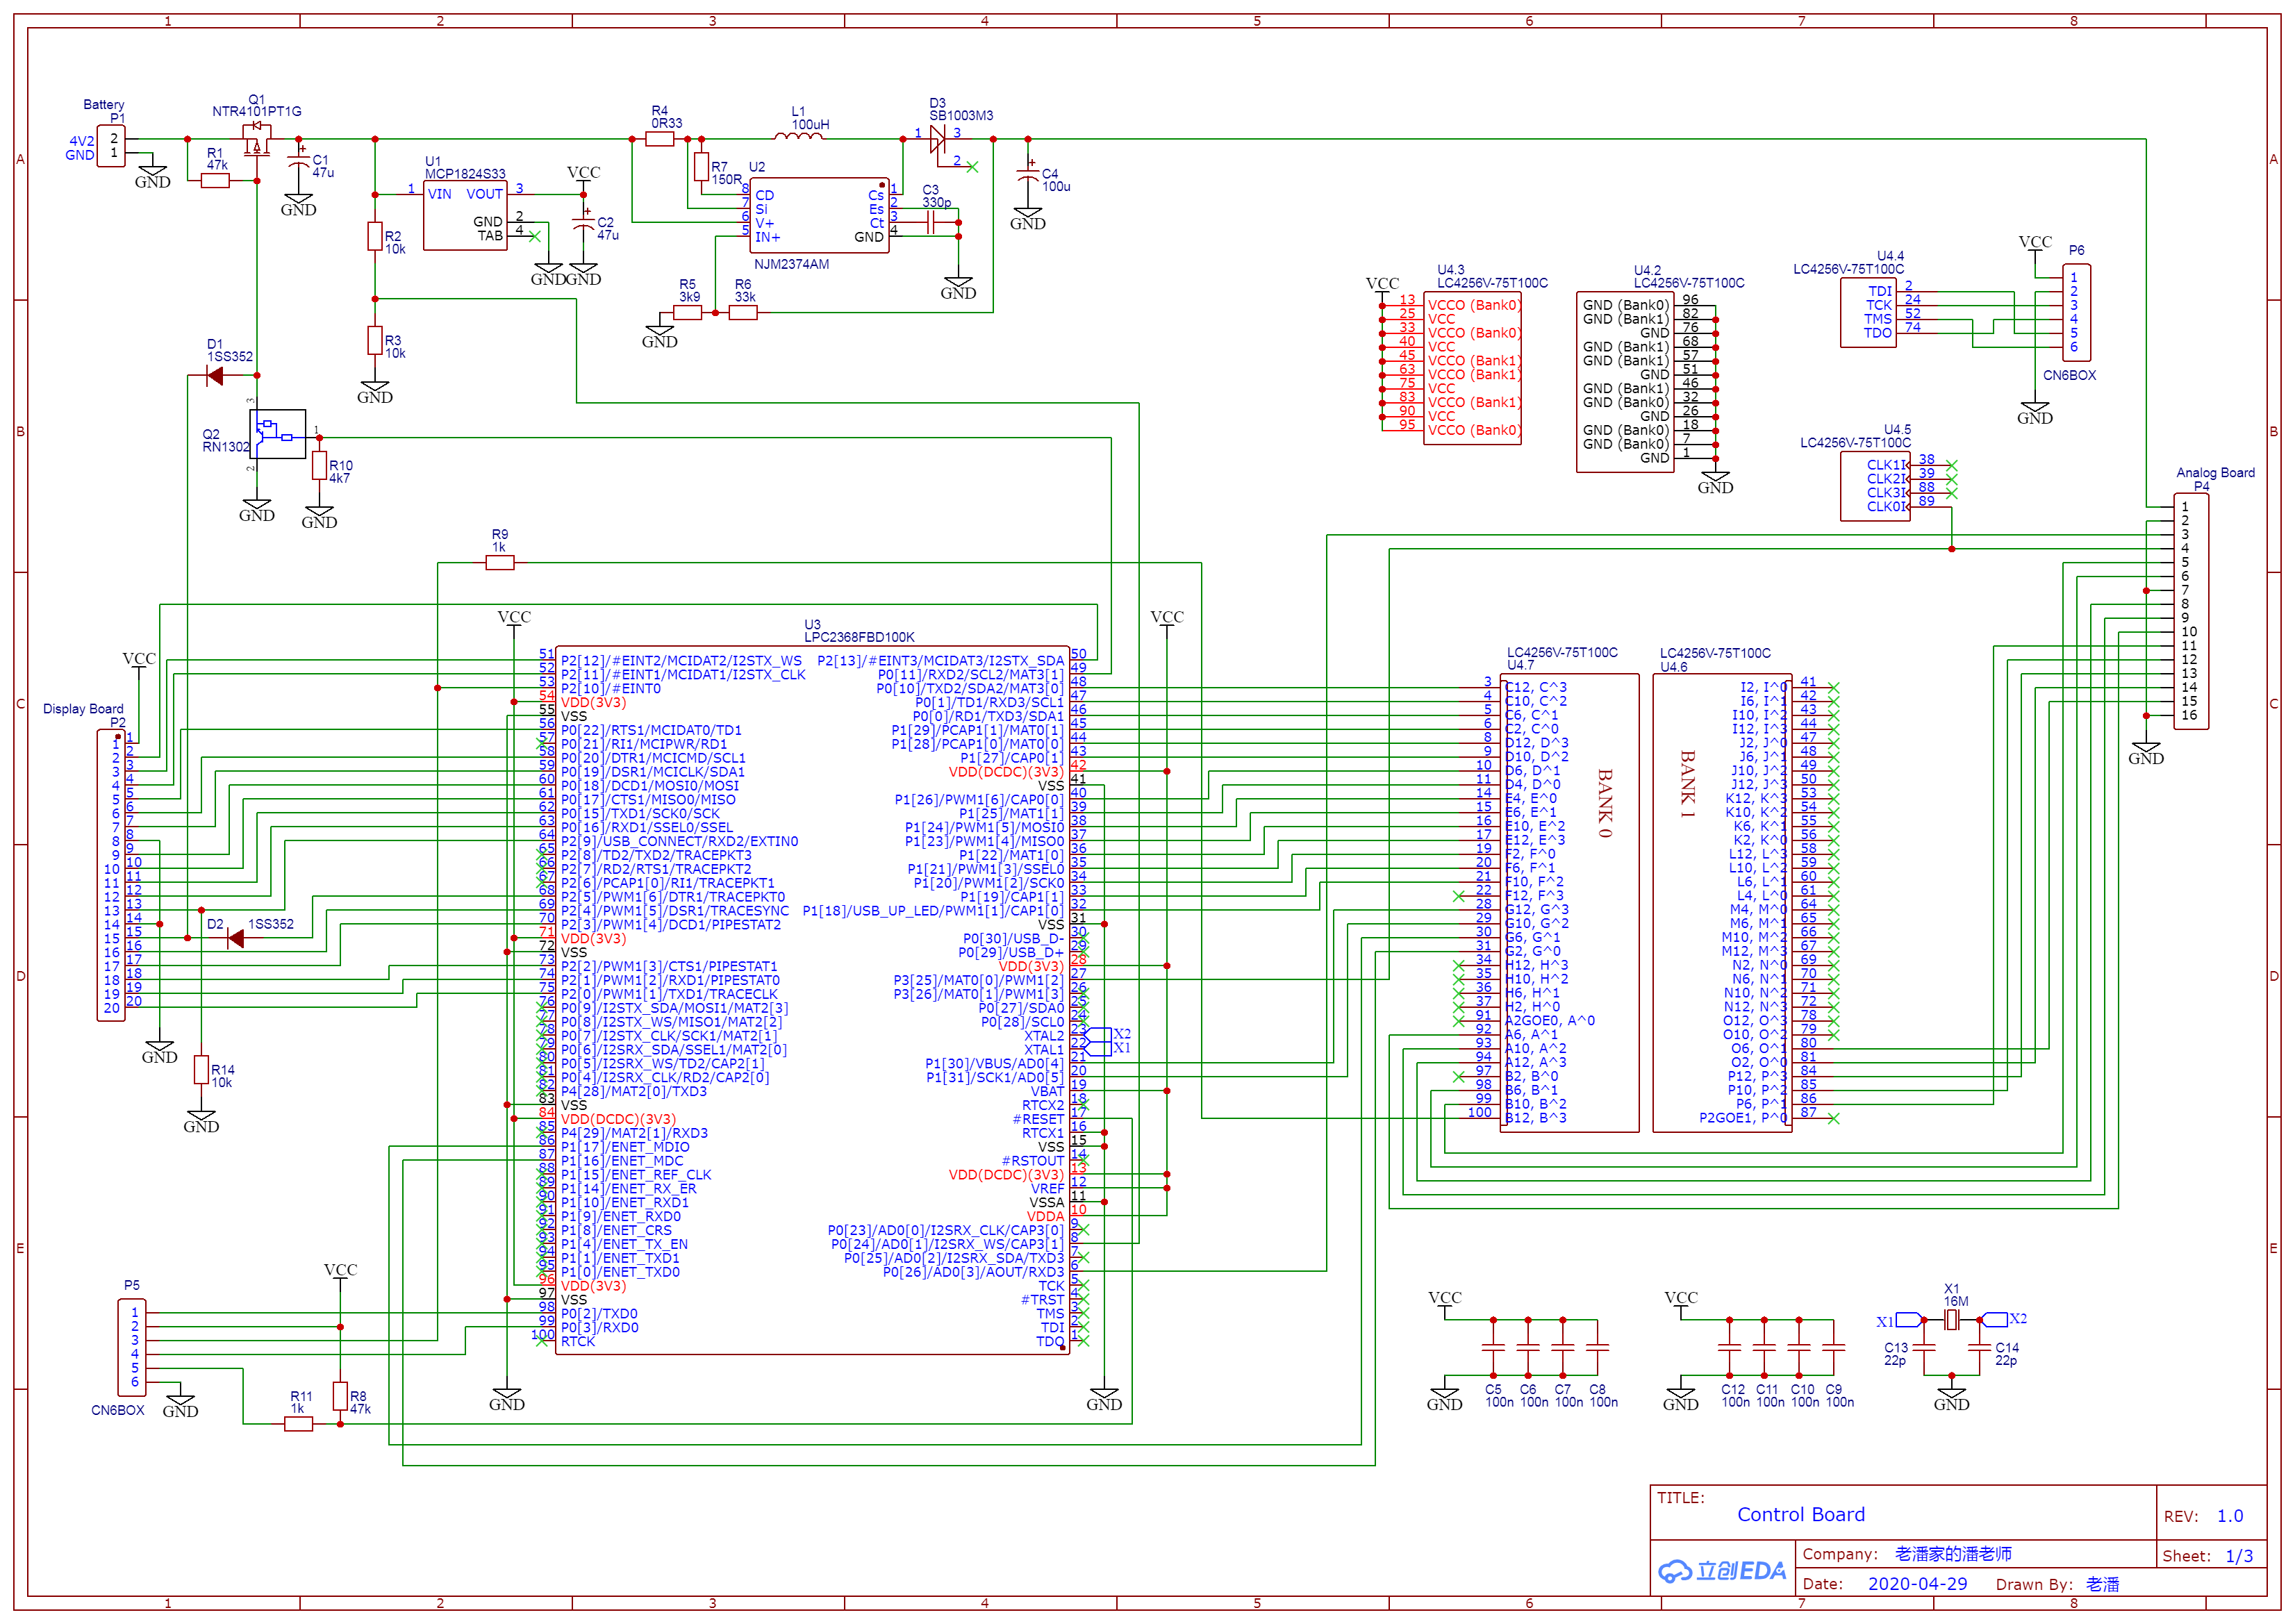 1 2 3 4 5 6 7 8
A A
B B
C C
D D
E E
Battery
P1
4V2 2
GND 1
GND
Q1
NTR4101PT1G
R1
47k
C1
47u
GND
U1
MCP1824S33
1 VIN VOUT 3
GND 2
TAB 4
VCC
C2
47u
GND GND
R2
10k
R3
10k
GND
R4
0R33
R7
150R
L1
100uH
U2
8 CD Cs 1
7 Si Es 2
6 V+ Ct 3
5 IN+ GND 4
NJM2374AM
C3
330p
GND
R5
3k9
R6
33k
GND
D3
SB1003M3
1 3
2
C4
100u
GND
D1
1SS352
Q2
RN1302
3
1
2
GND
R10
4k7
GND
R9
1k
VCC
U4.3
LC4256V-75T100C
13 VCCO (Bank0)
25 VCC
33 VCCO (Bank0)
40 VCC
45 VCCO (Bank1)
63 VCCO (Bank1)
75 VCC
83 VCCO (Bank1)
90 VCC
95 VCCO (Bank0)
U4.2
LC4256V-75T100C
GND (Bank0) 96
GND (Bank1) 82
GND 76
GND (Bank1) 68
GND (Bank1) 57
GND 51
GND (Bank1) 46
GND (Bank0) 32
GND 26
GND (Bank0) 18
GND (Bank0) 7
GND 1
GND
U4.4
LC4256V-75T100C
TDI 2
TCK 24
TMS 52
TDO 74
VCC
P6
1
2
3
4
5
6
CN6BOX
GND
U4.5
LC4256V-75T100C
CLK1I 38
CLK2I 39
CLK3I 88
CLK0I 89
Analog Board
P4
1
2
3
4
5
6
7
8
9
10
11
12
13
14
15
16
GND
VCC
Display Board
P2
1 1
2 2
3 3
4 4
5 5
6 6
7 7
8 8
9 9
10 10
11 11
12 12
13 13
14 14
15 15
16 16
17 17
18 18
19 19
20 20
D2 1SS352
GND
R14
10k
GND
VCC
VCC
U3
LPC2368FBD100K
51 P2[12]/#EINT2/MCIDAT2/I2STX_WS
52 P2[11]/#EINT1/MCIDAT1/I2STX_CLK
53 P2[10]/#EINT0
54 VDD(3V3)
55 VSS
56 P0[22]/RTS1/MCIDAT0/TD1
57 P0[21]/RI1/MCIPWR/RD1
58 P0[20]/DTR1/MCICMD/SCL1
59 P0[19]/DSR1/MCICLK/SDA1
60 P0[18]/DCD1/MOSI0/MOSI
61 P0[17]/CTS1/MISO0/MISO
62 P0[15]/TXD1/SCK0/SCK
63 P0[16]/RXD1/SSEL0/SSEL
64 P2[9]/USB_CONNECT/RXD2/EXTIN0
65 P2[8]/TD2/TXD2/TRACEPKT3
66 P2[7]/RD2/RTS1/TRACEPKT2
67 P2[6]/PCAP1[0]/RI1/TRACEPKT1
68 P2[5]/PWM1[6]/DTR1/TRACEPKT0
69 P2[4]/PWM1[5]/DSR1/TRACESYNC
70 P2[3]/PWM1[4]/DCD1/PIPESTAT2
71 VDD(3V3)
72 VSS
73 P2[2]/PWM1[3]/CTS1/PIPESTAT1
74 P2[1]/PWM1[2]/RXD1/PIPESTAT0
75 P2[0]/PWM1[1]/TXD1/TRACECLK
76 P0[9]/I2STX_SDA/MOSI1/MAT2[3]
77 P0[8]/I2STX_WS/MISO1/MAT2[2]
78 P0[7]/I2STX_CLK/SCK1/MAT2[1]
79 P0[6]/I2SRX_SDA/SSEL1/MAT2[0]
80 P0[5]/I2SRX_WS/TD2/CAP2[1]
81 P0[4]/I2SRX_CLK/RD2/CAP2[0]
82 P4[28]/MAT2[0]/TXD3
83 VSS
84 VDD(DCDC)(3V3)
85 P4[29]/MAT2[1]/RXD3
86 P1[17]/ENET_MDIO
87 P1[16]/ENET_MDC
88 P1[15]/ENET_REF_CLK
89 P1[14]/ENET_RX_ER
90 P1[10]/ENET_RXD1
91 P1[9]/ENET_RXD0
92 P1[8]/ENET_CRS
93 P1[4]/ENET_TX_EN
94 P1[1]/ENET_TXD1
95 P1[0]/ENET_TXD0
96 VDD(3V3)
97 VSS
98 P0[2]/TXD0
99 P0[3]/RXD0
100 RTCK
P2[13]/#EINT3/MCIDAT3/I2STX_SDA 50
P0[11]/RXD2/SCL2/MAT3[1] 49
P0[10]/TXD2/SDA2/MAT3[0] 48
P0[1]/TD1/RXD3/SCL1 47
P0[0]/RD1/TXD3/SDA1 46
P1[29]/PCAP1[1]/MAT0[1] 45
P1[28]/PCAP1[0]/MAT0[0] 44
P1[27]/CAP0[1] 43
VDD(DCDC)(3V3) 42
VSS 41
P1[26]/PWM1[6]/CAP0[0] 40
P1[25]/MAT1[1] 39
P1[24]/PWM1[5]/MOSI0 38
P1[23]/PWM1[4]/MISO0 37
P1[22]/MAT1[0] 36
P1[21]/PWM1[3]/SSEL0 35
P1[20]/PWM1[2]/SCK0 34
P1[19]/CAP1[1] 33
P1[18]/USB_UP_LED/PWM1[1]/CAP1[0] 32
VSS 31
P0[30]/USB_D- 30
P0[29]/USB_D+ 29
VDD(3V3) 28
P3[25]/MAT0[0]/PWM1[2] 27
P3[26]/MAT0[1]/PWM1[3] 26
P0[27]/SDA0 25
P0[28]/SCL0 24
XTAL2 23 X2
XTAL1 22 X1
P1[30]/VBUS/AD0[4] 21
P1[31]/SCK1/AD0[5] 20
VBAT 19
RTCX2 18
#RESET 17
RTCX1 16
VSS 15
#RSTOUT 14
VDD(DCDC)(3V3) 13
VREF 12
VSSA 11
VDDA 10
P0[23]/AD0[0]/I2SRX_CLK/CAP3[0] 9
P0[24]/AD0[1]/I2SRX_WS/CAP3[1] 8
P0[25]/AD0[2]/I2SRX_SDA/TXD3 7
P0[26]/AD0[3]/AOUT/RXD3 6
TCK 5
#TRST 4
TMS 3
TDI 2
TDO 1
GND
GND
LC4256V-75T100C
U4.7
3 C12, C^3
4 C10, C^2
5 C6, C^1
6 C2, C^0
8 D12, D^3
9 D10, D^2
10 D6, D^1
11 D4, D^0
14 E4, E^0
15 E6, E^1
16 E10, E^2
17 E12, E^3
19 F2, F^0
20 F6, F^1
21 F10, F^2
22 F12, F^3
28 G12, G^3
29 G10, G^2
30 G6, G^1
31 G2, G^0
34 H12, H^3
35 H10, H^2
36 H6, H^1
37 H2, H^0
91 A2GOE0, A^0
92 A6, A^1
93 A10, A^2
94 A12, A^3
97 B2, B^0
98 B6, B^1
99 B10, B^2
100 B12, B^3
BANK 0
LC4256V-75T100C
U4.6
BANK 1
I2, I^0 41
I6, I^1 42
I10, I^2 43
I12, I^3 44
J2, J^0 47
J6, J^1 48
J10, J^2 49
J12, J^3 50
K12, K^3 53
K10, K^2 54
K6, K^1 55
K2, K^0 56
L12, L^3 58
L10, L^2 59
L6, L^1 60
L4, L^0 61
M4, M^0 64
M6, M^1 65
M10, M^2 66
M12, M^3 67
N2, N^0 69
N6, N^1 70
N10, N^2 71
N12, N^3 72
O12, O^3 78
O10, O^2 79
O6, O^1 80
O2, O^0 81
P12, P^3 84
P10, P^2 85
P6, P^1 86
P2GOE1, P^0 87
P5
1
2
3
4
5
6
CN6BOX
GND
VCC
R11
1k
R8
47k
VCC
GND
C5 C6 C7 C8
100n 100n 100n 100n
VCC
GND
C12 C11 C10 C9
100n 100n 100n 100n
X1
16M
X1 X2
C13
22p
C14
22p
GND
TITLE:
Control Board
REV: 1.0
立创EDA
Company: 老潘家的潘老师
Sheet: 1/3
Date: 2020-04-29 Drawn By: 老潘
1 2 3 4 5 6 7 8